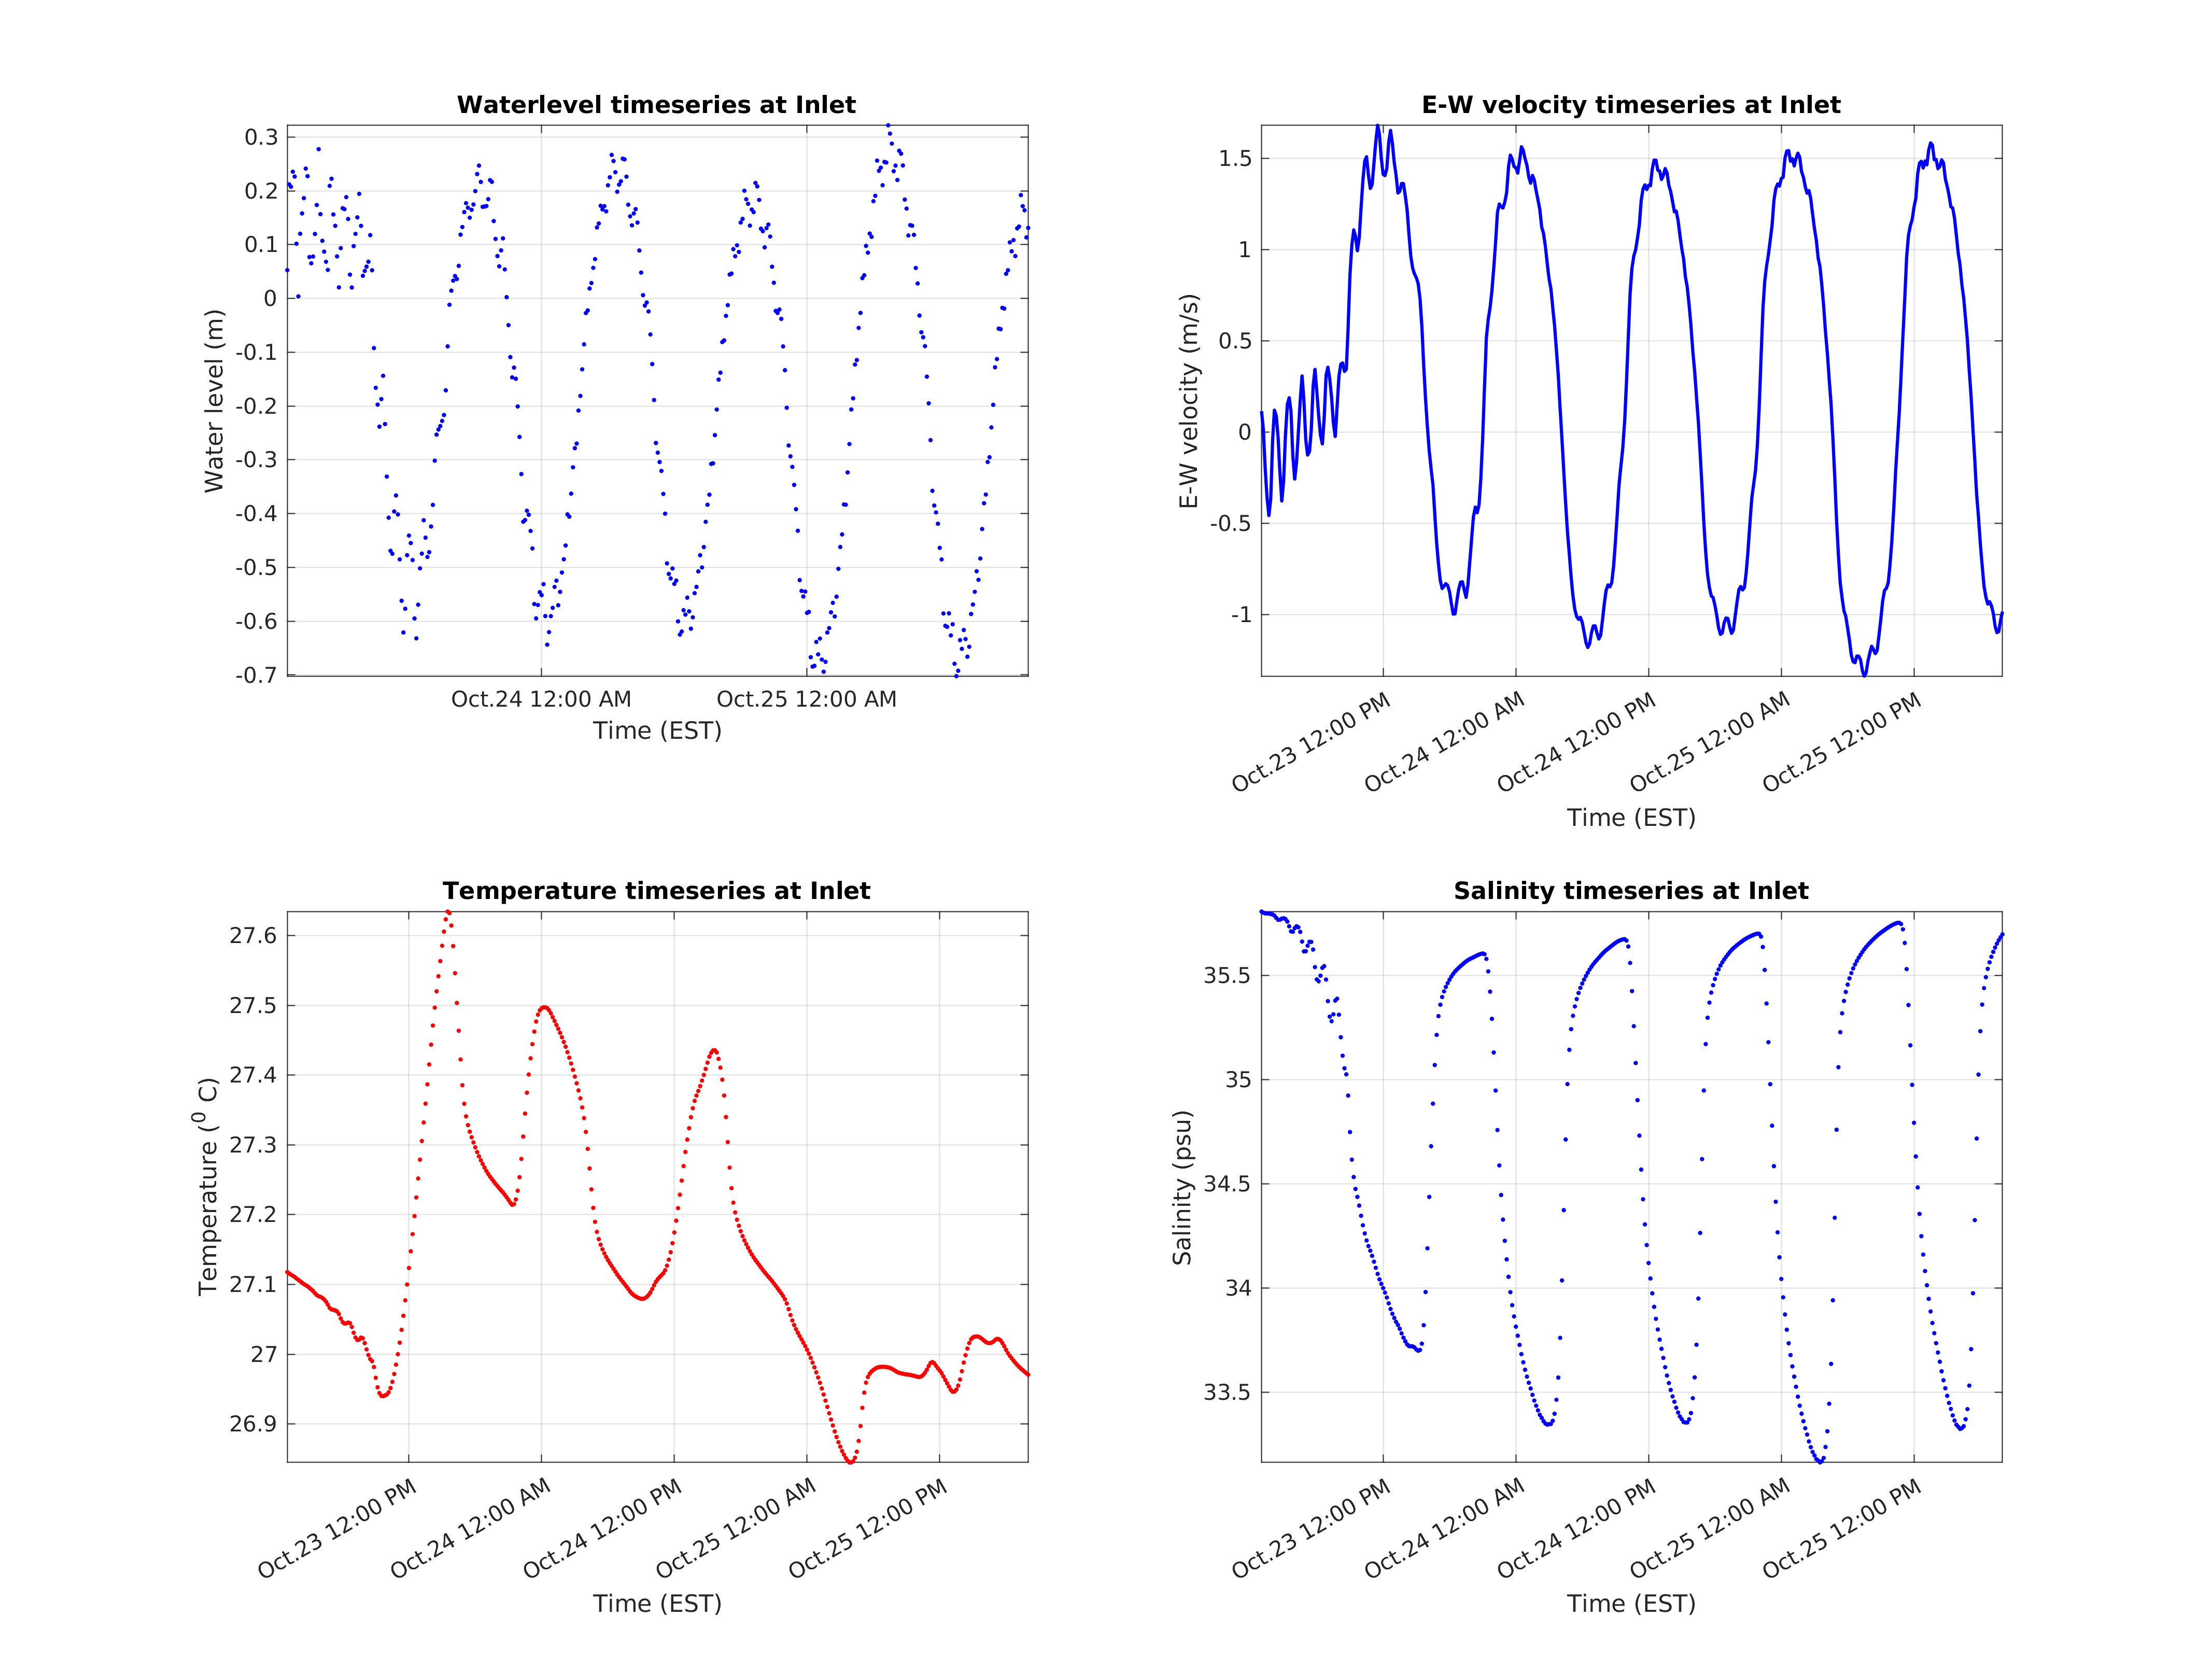 Waterlevel timeseries at Inlet
0.3
0.2
0.1
0
-0.1
-0.2
-0.3
-0.4
-0.5
-0.6
-0.7
Water level (m)
Oct.24 12:00 AM
Oct.25 12:00 AM
Time (EST)
E-W velocity timeseries at Inlet
1.5
1
0.5
0
-0.5
-1
E-W velocity (m/s)
Oct.23 12:00 PM
Oct.24 12:00 AM
Oct.24 12:00 PM
Oct.25 12:00 AM
Oct.25 12:00 PM
Time (EST)
Temperature timeseries at Inlet
27.6
27.5
27.4
27.3
27.2
27.1
27
26.9
Temperature (⁰ C)
Oct.23 12:00 PM
Oct.24 12:00 AM
Oct.24 12:00 PM
Oct.25 12:00 AM
Oct.25 12:00 PM
Time (EST)
Salinity timeseries at Inlet
35.5
35
34.5
34
33.5
Salinity (psu)
Oct.23 12:00 PM
Oct.24 12:00 AM
Oct.24 12:00 PM
Oct.25 12:00 AM
Oct.25 12:00 PM
Time (EST)